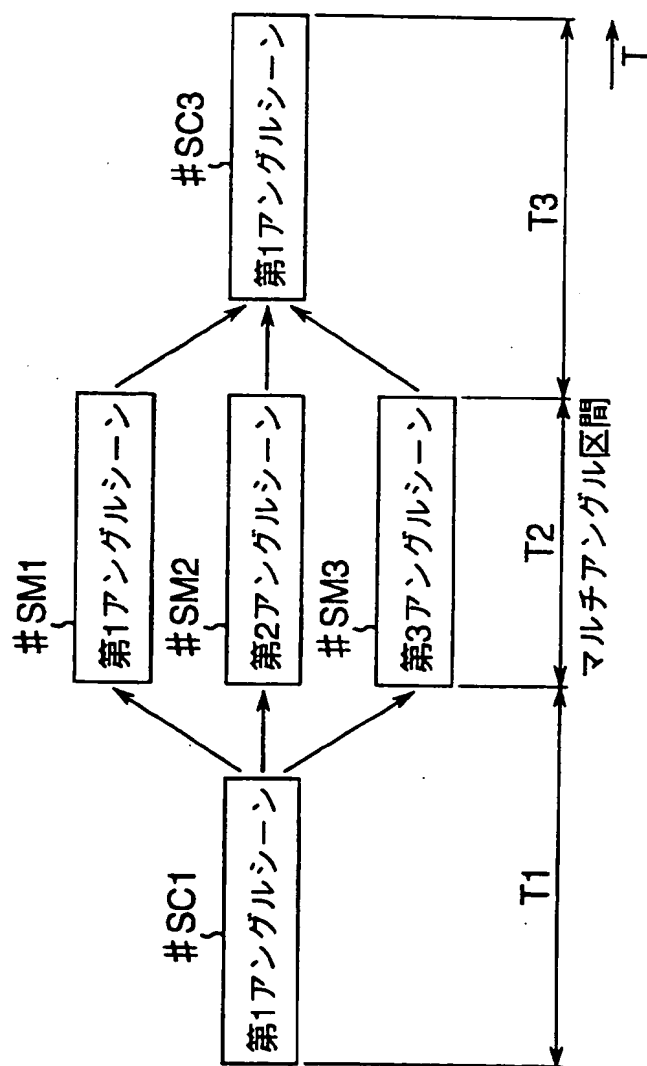 #SC1
第1アングルシーン
#SM1
第1アングルシーン
#SM2
第2アングルシーン
#SM3
第3アングルシーン
#SC3
第1アングルシーン
T1
T2
T3
マルチアングル区間
T